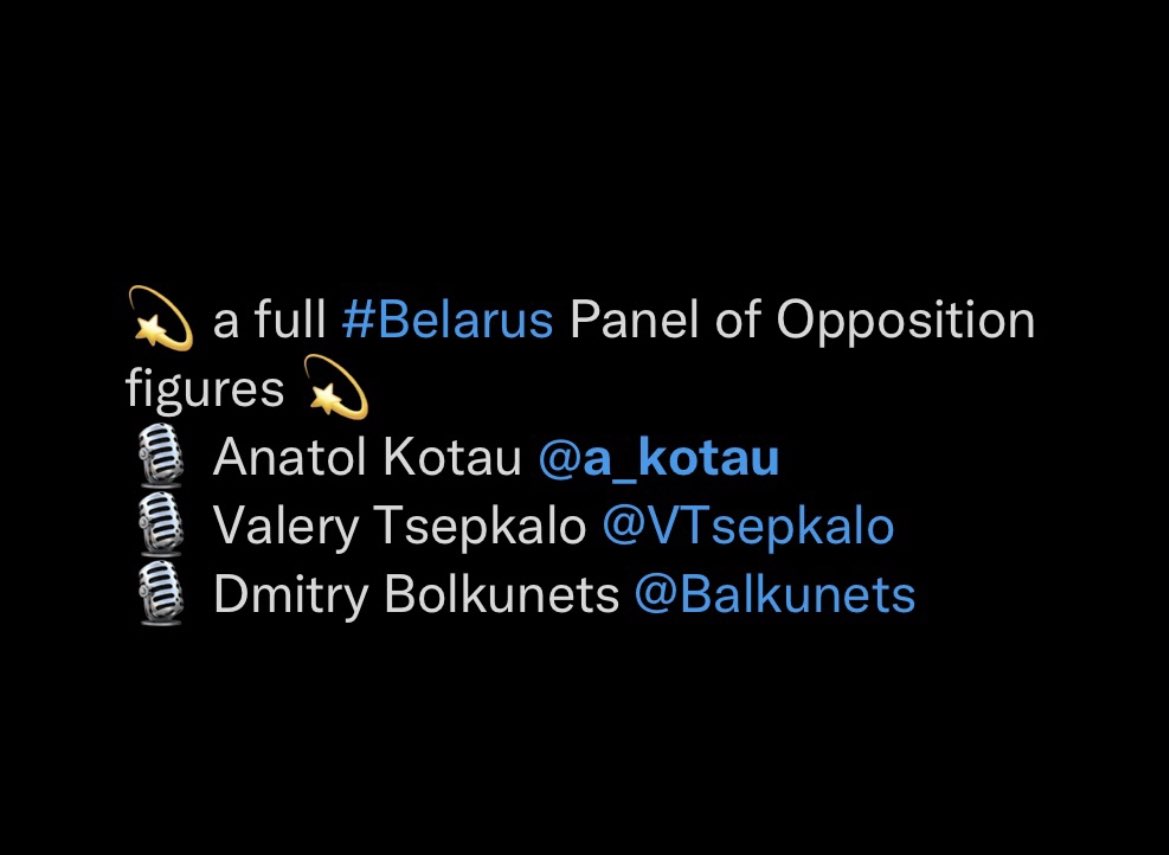 💫 a full #Belarus Panel of Opposition
figures 💫
🎙 Anatol Kotau @a_kotau
🎙 Valery Tsepkalo @VTsepkalo
🎙 Dmitry Bolkunets @Balkunets